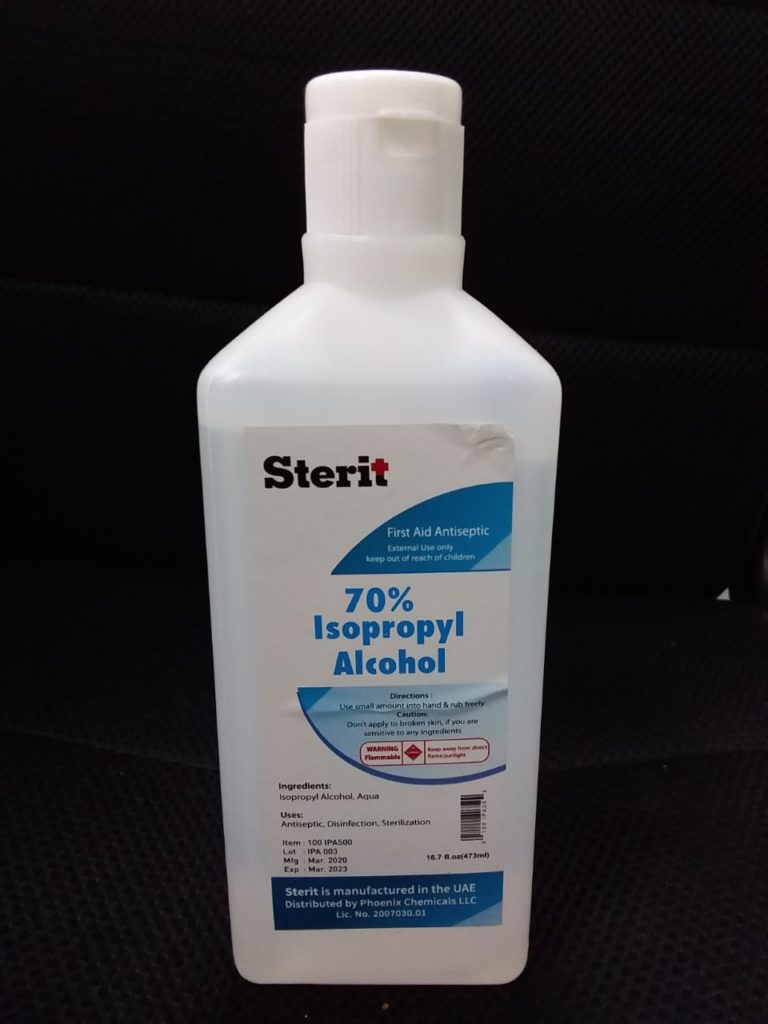 Sterit
First Aid Antiseptic
External Use only
keep out of reach of children
70%
Isopropyl
Alcohol
Directions :
Use small amount into hand & rub freely
Caution:
Don't apply to broken skin, if you are
sensitive to any ingredients
WARNING
Flammable
Keep away from direct
flame,sunlight
Ingredients:
Isopropyl Alcohol, Aqua
Uses:
Antiseptic, Disinfection, Sterilization
Item : 100 IPA500
Lot : IPA 003
Mfg : Mar. 2020
Exp : Mar. 2023
16.7 fl.oz(473ml)
Sterit is manufactured in the UAE
Distributed by Phoenix Chemicals LLC
Lic. No. 2007030.01